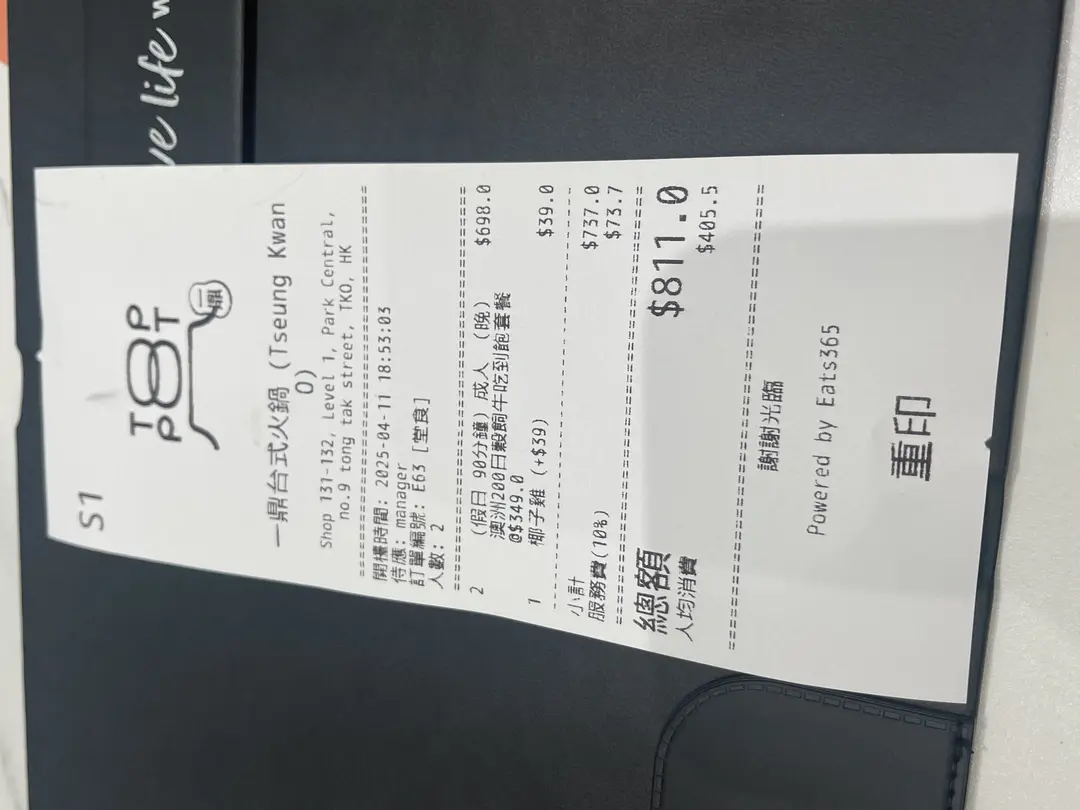 ve life w
S1
TOP POT
一鼎
一鼎台式火鍋 (Tseung Kwan
O)
Shop 131-132, Level 1, Park Central,
no.9 tong tak street, TKO, HK
開檯時間: 2025-04-11 18:53:03
侍應: manager
訂單編號: E63 [堂食]
人數: 2
2 (假日 90分鐘) 成人 (晚) $698.0
澳洲200日穀飼牛吃到飽套餐
@$349.0
1 椰子雞 (+$39) $39.0
小計 $737.0
服務費(10%) $73.7
總額 $811.0
人均消費 $405.5
謝謝光臨
Powered by Eats365
重印